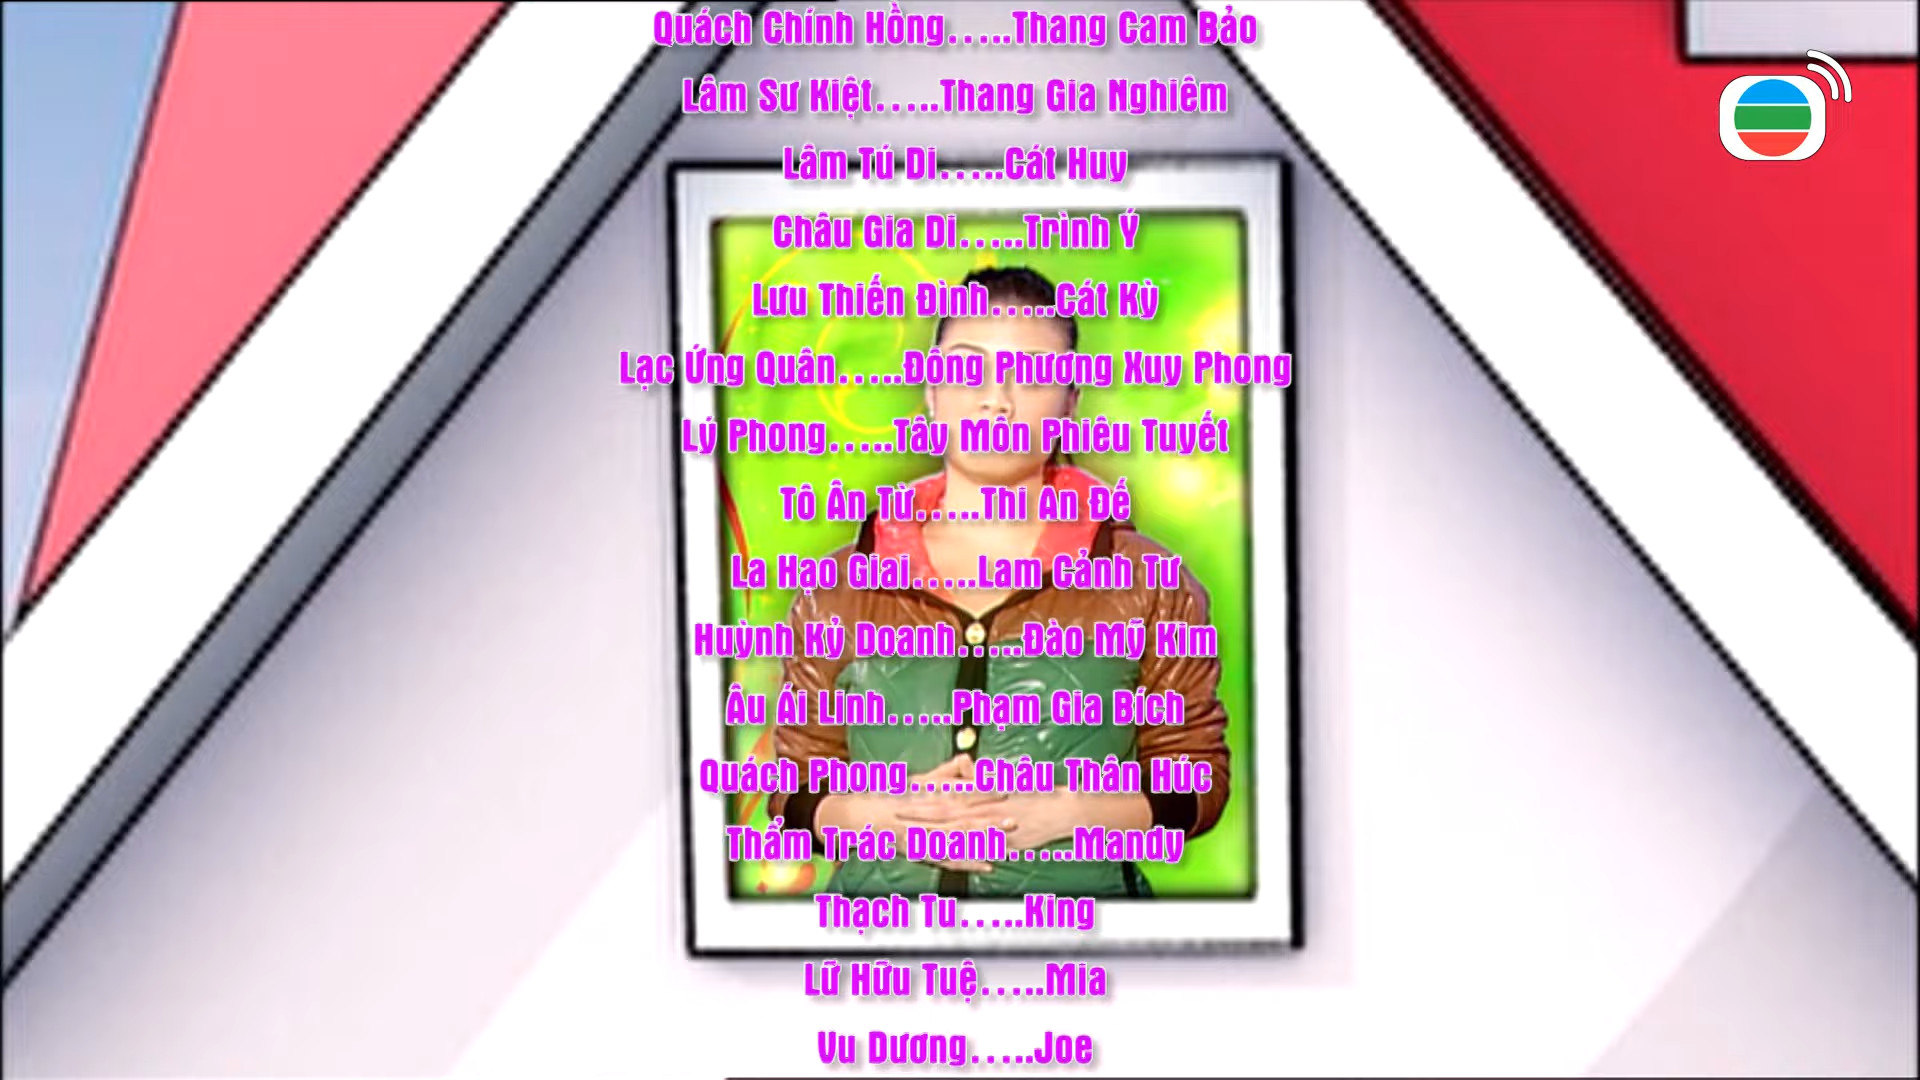 Quách Chính Hồng.....Thang Cam Bảo
Lâm Sư Kiệt.....Thang Gia Nghiêm
Lâm Tú Di.....Cát Huy
Châu Gia Di.....Trình Ý
Lưu Thiến Đình.....Cát Kỳ
Lạc Ứng Quân.....Đông Phương Xuy Phong
Lý Phong.....Tây Môn Phiêu Tuyết
Tô Ân Từ.....Thi An Đế
La Hạo Giai.....Lam Cảnh Tư
Huỳnh Kỷ Doanh.....Đào Mỹ Kim
Âu Ái Linh.....Phạm Gia Bích
Quách Phong.....Châu Thân Húc
Thẩm Trác Doanh.....Mandy
Thạch Tu.....King
Lữ Hữu Tuệ.....Mia
Vu Dương.....Joe